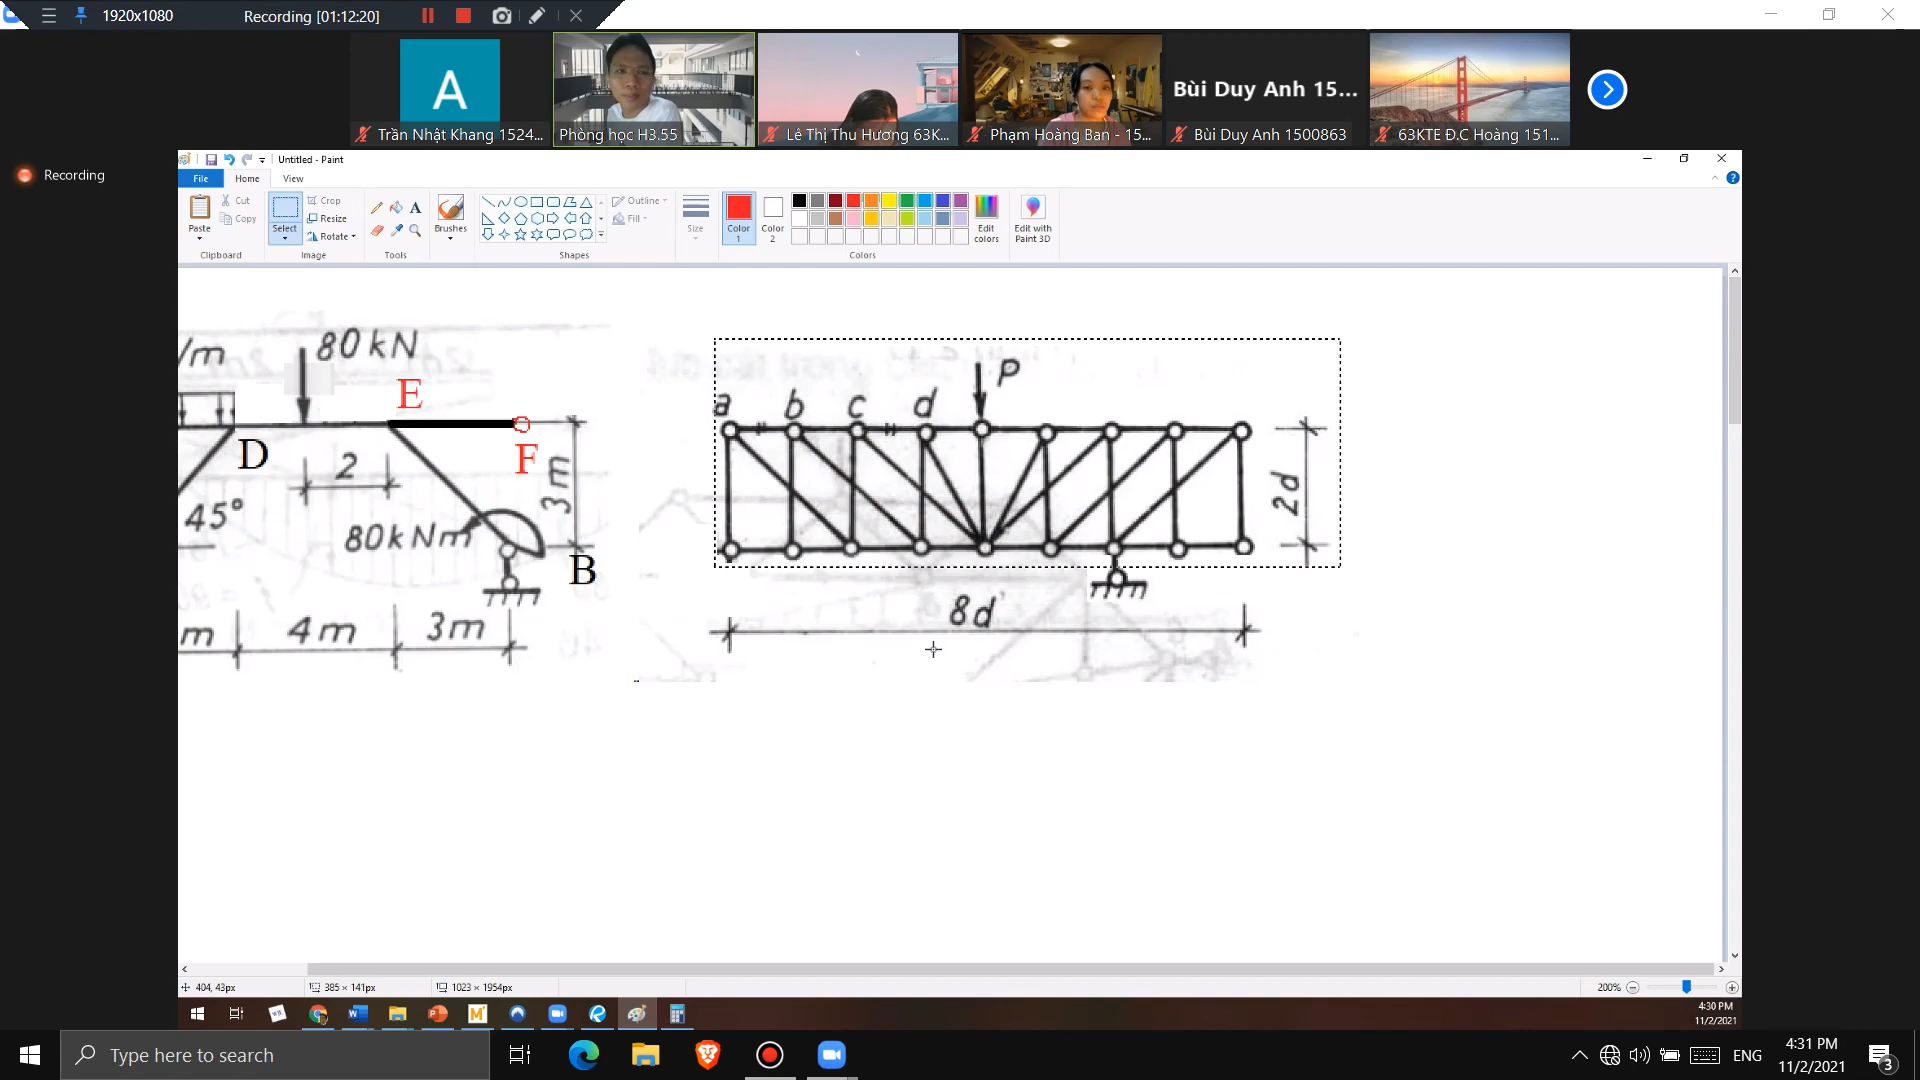 1920x1080
Recording [01:12:20]
A
Trần Nhật Khang 1524...
Phòng học H3.55
Lê Thị Thu Hương 63K...
Phạm Hoàng Ban - 15...
Bùi Duy Anh 15...
Bùi Duy Anh 1500863
63KTE Đ.C Hoàng 151...
Recording
Untitled - Paint
File
Home
View
Paste
Cut
Copy
Clipboard
Select
Crop
Resize
Rotate
Image
A
Tools
Brushes
Shapes
Outline
Fill
Size
Color 1
Color 2
Edit colors
Edit with Paint 3D
Colors
/m
80 kN
E
D
F
2
3m
45°
80kNm
B
m
4m
3m
P
a
b
c
d
2d
8d
404, 43px
385 × 141px
1023 × 1954px
200%
4:30 PM
11/2/2021
Type here to search
ENG
4:31 PM
11/2/2021
3